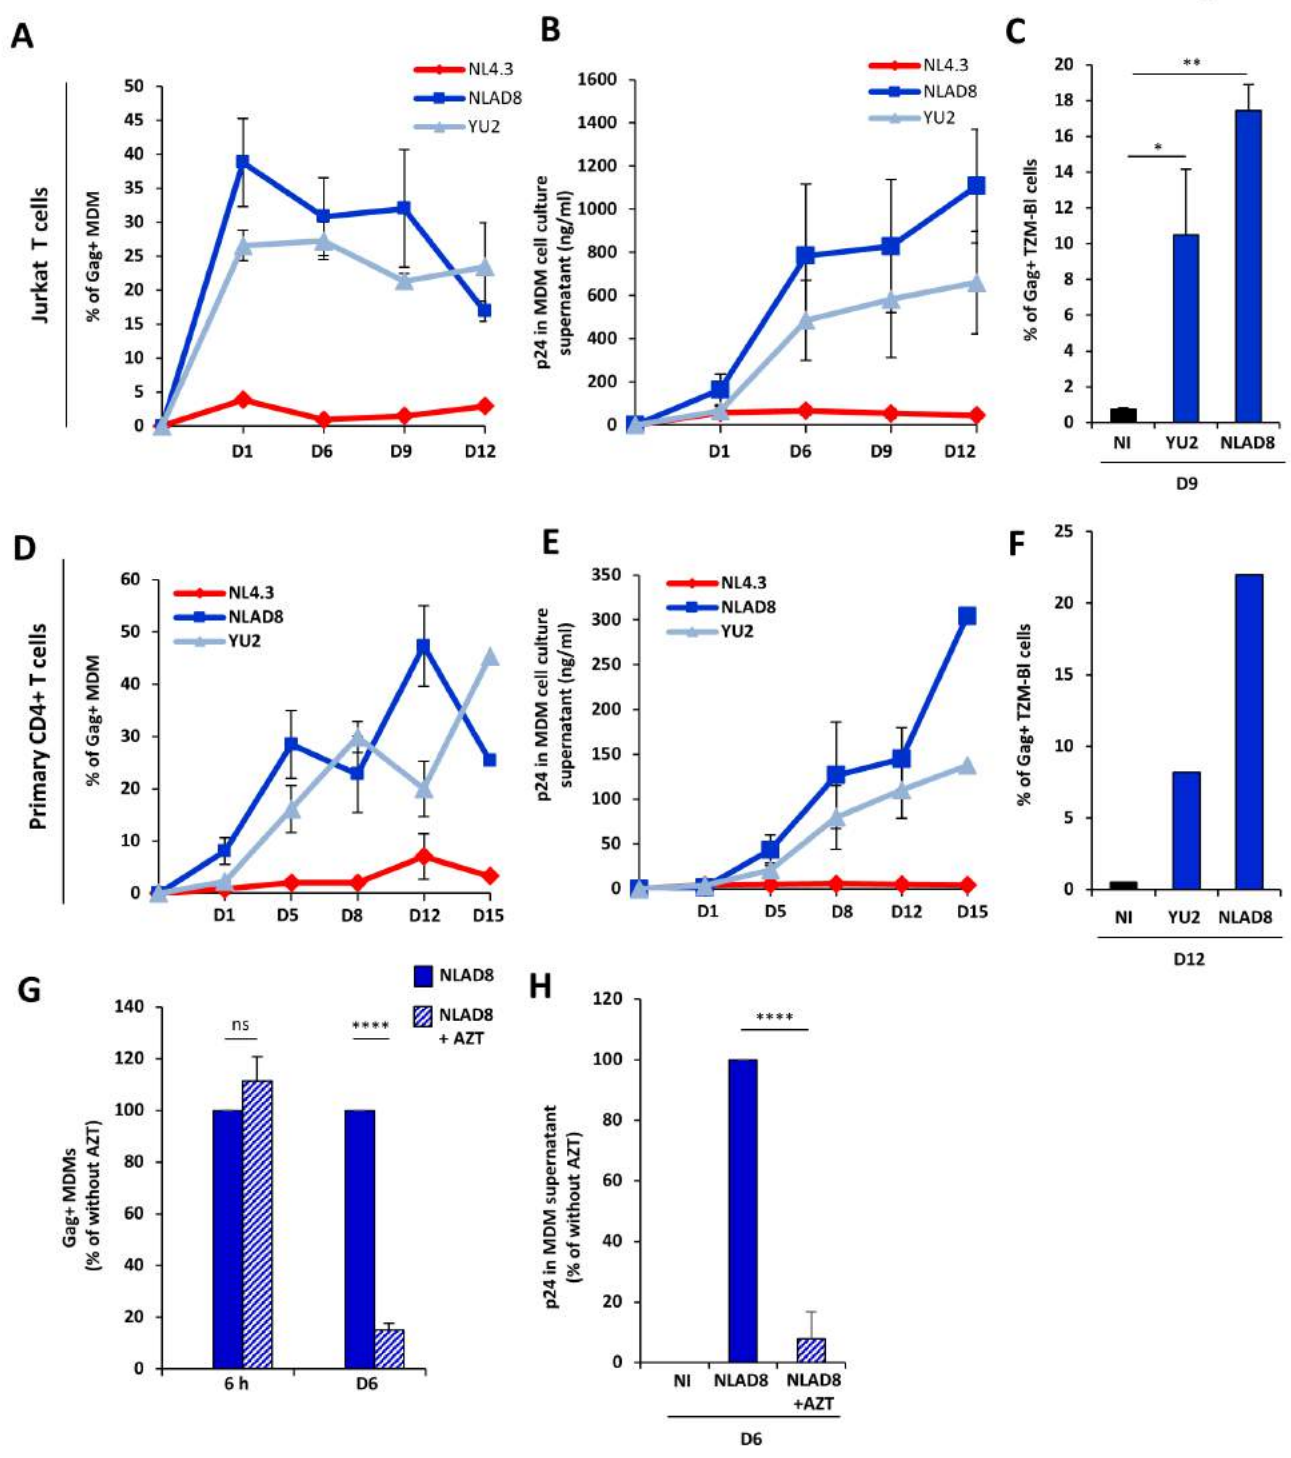 A
Jurkat T cells
% of Gag+ MDM
NL4.3
NLAD8
YU2
50
45
40
35
30
25
20
15
10
5
0
D1 D6 D9 D12
B
p24 in MDM cell culture
supernatant (ng/ml)
NL4.3
NLAD8
YU2
1600
1400
1200
1000
800
600
400
200
0
D1 D6 D9 D12
C
% of Gag+ TZM-Bl cells
20
18
16
14
12
10
8
6
4
2
0
**
*
NI YU2 NLAD8
D9
D
Primary CD4+ T cells
% of Gag+ MDM
NL4.3
NLAD8
YU2
60
50
40
30
20
10
0
D1 D5 D8 D12 D15
E
p24 in MDM cell culture
supernatant (ng/ml)
NL4.3
NLAD8
YU2
350
300
250
200
150
100
50
0
D1 D5 D8 D12 D15
F
% of Gag+ TZM-Bl cells
25
20
15
10
5
0
NI YU2 NLAD8
D12
G
Gag+ MDMs
(% of without AZT)
NLAD8
NLAD8
+ AZT
140
120
100
80
60
40
20
0
ns
****
6 h D6
H
p24 in MDM supernatant
(% of without AZT)
120
100
80
60
40
20
0
****
NI NLAD8 NLAD8
+AZT
D6